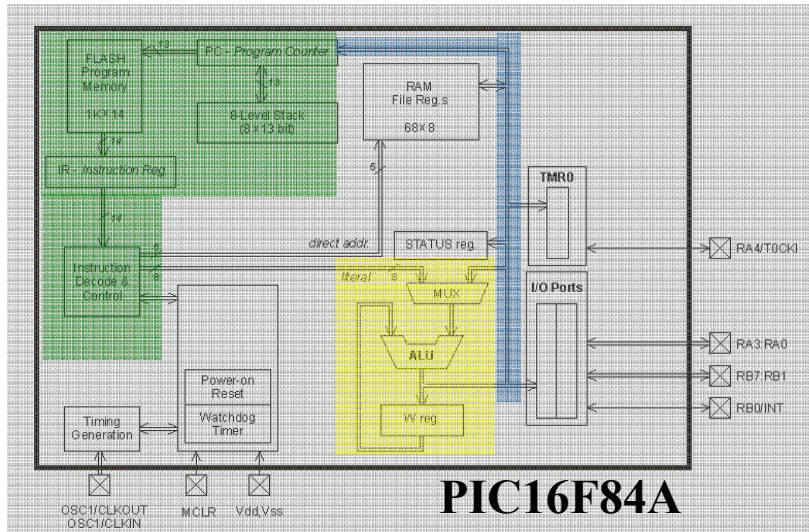 13
PC - Program Counter
FLASH
Program
Memory
1K×14
13
8-Level Stack
(8×13 bit)
RAM
File Reg.s
68×8
14
IR - Instruction Reg.
5
TMR0
14
direct addr.
STATUS reg.
RA4/T0CKI
Instruction
Decode &
Control
literal
8
MUX
I/O Ports
ALU
RA3:RA0
RB7:RB1
Power-on
Reset
RB0/INT
Timing
Generation
Watchdog
Timer
W reg.
OSC1/CLKOUT
OSC1/CLKIN
MCLR
Vdd,Vss
PIC16F84A